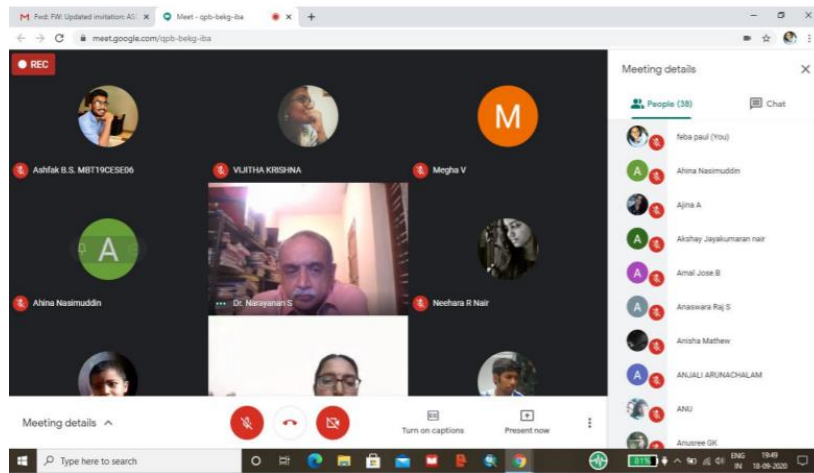 Fwd: FW: Updated invitation: AS
Meet - qpb-bekg-iba
meet.google.com/qpb-bekg-iba
REC
Ashfak B.S. MBT19CESE06
VIJITHA KRISHNA
M
Megha V
A
Ahina Nasimuddin
Dr. Narayanan S
Neehara R Nair
Meeting details
Turn on captions
Present now
Meeting details
People (38)
Chat
feba paul (You)
A
Ahina Nasimuddin
Ajina A
A
Akshay Jayakumaran nair
A
Amal Jose B
A
Anaswara Raj S
Anisha Mathew
A
ANJALI ARUNACHALAM
ANU
Anusree GK
Type here to search
81%
ENG
IN
19:49
18-09-2020